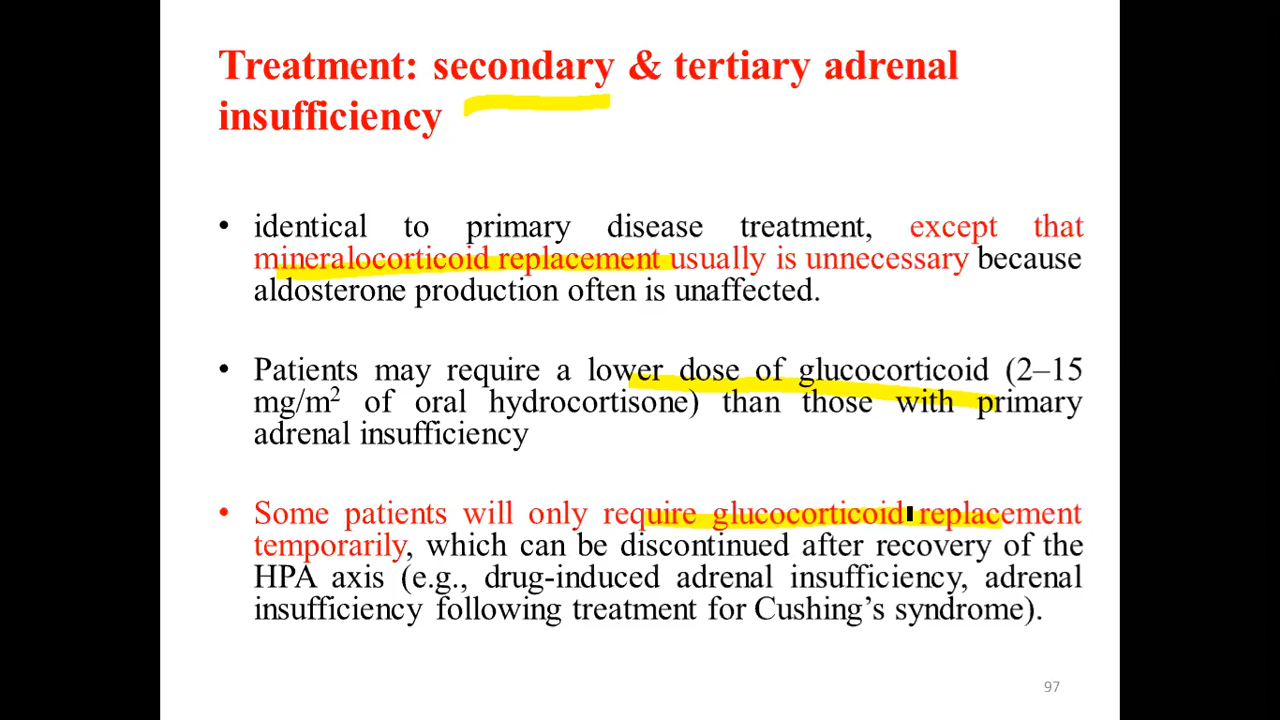 Treatment: secondary & tertiary adrenal
insufficiency
• identical to primary disease treatment, except that
mineralocorticoid replacement usually is unnecessary because
aldosterone production often is unaffected.
• Patients may require a lower dose of glucocorticoid (2–15
mg/m² of oral hydrocortisone) than those with primary
adrenal insufficiency
• Some patients will only require glucocorticoid replacement
temporarily, which can be discontinued after recovery of the
HPA axis (e.g., drug-induced adrenal insufficiency, adrenal
insufficiency following treatment for Cushing’s syndrome).
97